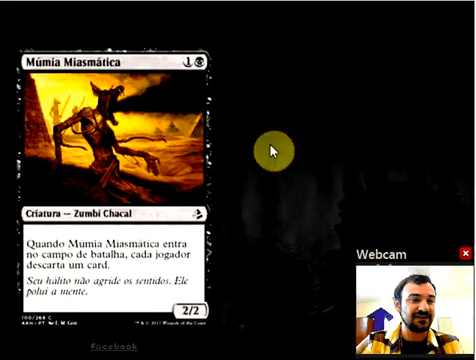 Múmia Miasmática 1
Criatura — Zumbi Chacal
Quando Múmia Miasmática entra
no campo de batalha, cada jogador
descarta um card.
Seu hálito não agride os sentidos. Ele
polui a mente.
2/2
Facebook
Webcam